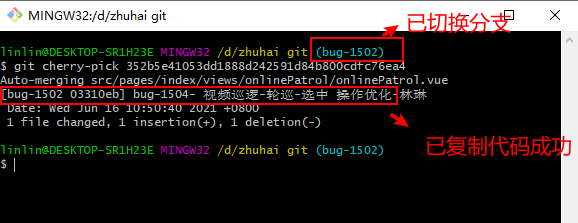 MINGW32:/d/zhuhai git
已切换分支
linlin@DESKTOP-SR1H23E MINGW32 /d/zhuhai git (bug-1502)
$ git cherry-pick 352b5e41053dd1888d242591d84b800cdfc76ea4
Auto-merging src/pages/index/views/onlinePatrol/onlinePatrol.vue
[bug-1502 03310eb] bug-1504- 视频巡逻-轮巡-选中 操作优化-林琳
Date: Wed Jun 16 10:50:40 2021 +0800
1 file changed, 1 insertion(+), 1 deletion(-)
已复制代码成功
linlin@DESKTOP-SR1H23E MINGW32 /d/zhuhai git (bug-1502)
$